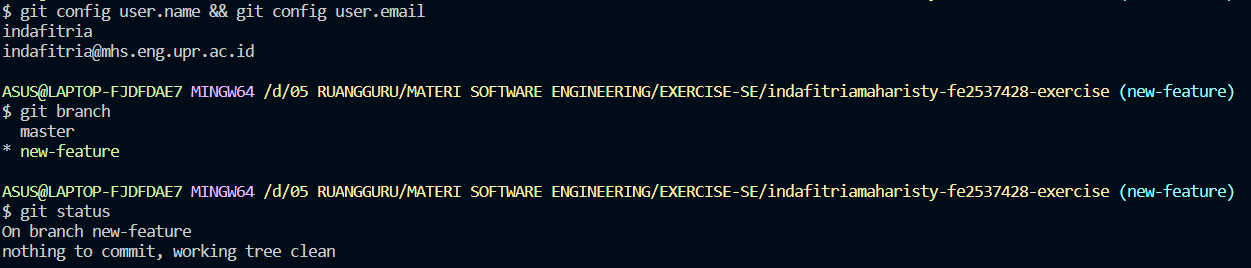 $ git config user.name && git config user.email
indafitria
indafitria@mhs.eng.upr.ac.id
ASUS@LAPTOP-FJDFDAE7 MINGW64 /d/05 RUANGGURU/MATERI SOFTWARE ENGINEERING/EXERCISE-SE/indafitriamaharisty-fe2537428-exercise (new-feature)
$ git branch
  master
* new-feature
ASUS@LAPTOP-FJDFDAE7 MINGW64 /d/05 RUANGGURU/MATERI SOFTWARE ENGINEERING/EXERCISE-SE/indafitriamaharisty-fe2537428-exercise (new-feature)
$ git status
On branch new-feature
nothing to commit, working tree clean